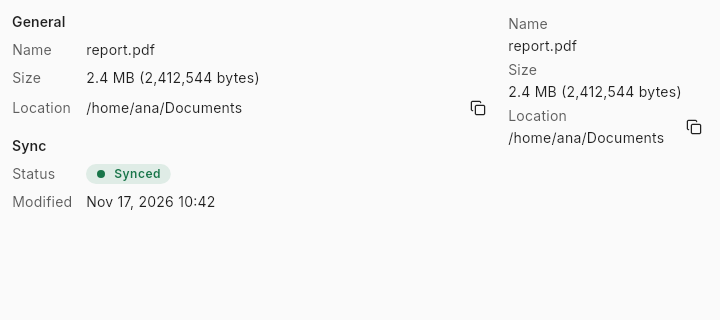 General
Name report.pdf
Size 2.4 MB (2,412,544 bytes)
Location /home/ana/Documents
Sync
Status Synced
Modified Nov 17, 2026 10:42
Name
report.pdf
Size
2.4 MB (2,412,544 bytes)
Location
/home/ana/Documents